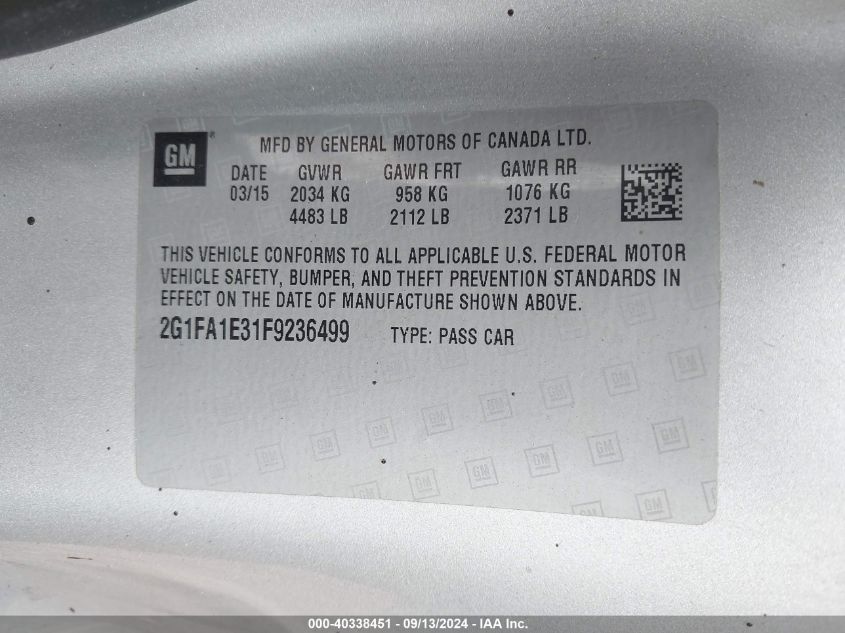 GM
MFD BY GENERAL MOTORS OF CANADA LTD.
DATE GVWR GAWR FRT GAWR RR
03/15 2034 KG 958 KG 1076 KG
4483 LB 2112 LB 2371 LB
THIS VEHICLE CONFORMS TO ALL APPLICABLE U.S. FEDERAL MOTOR
VEHICLE SAFETY, BUMPER, AND THEFT PREVENTION STANDARDS IN
EFFECT ON THE DATE OF MANUFACTURE SHOWN ABOVE.
2G1FA1E31F9236499 TYPE: PASS CAR
000-40338451 - 09/13/2024 - IAA Inc.